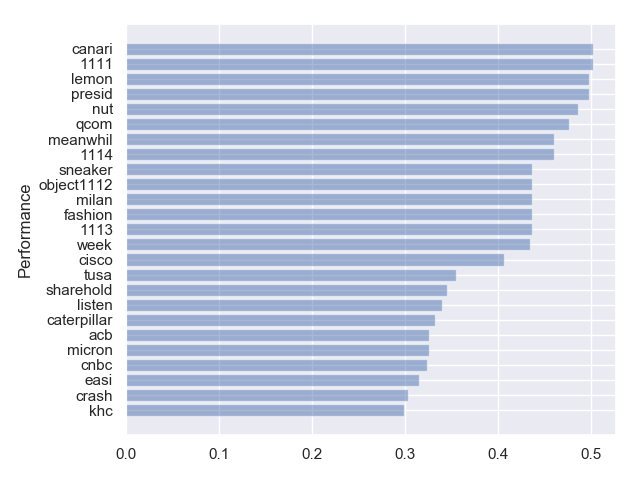 canari
1111
lemon
presid
nut
qcom
meanwhil
1114
sneaker
object1112
milan
fashion
1113
week
cisco
tusa
sharehold
listen
caterpillar
acb
micron
cnbc
easi
crash
khc
Performance
0.0 0.1 0.2 0.3 0.4 0.5